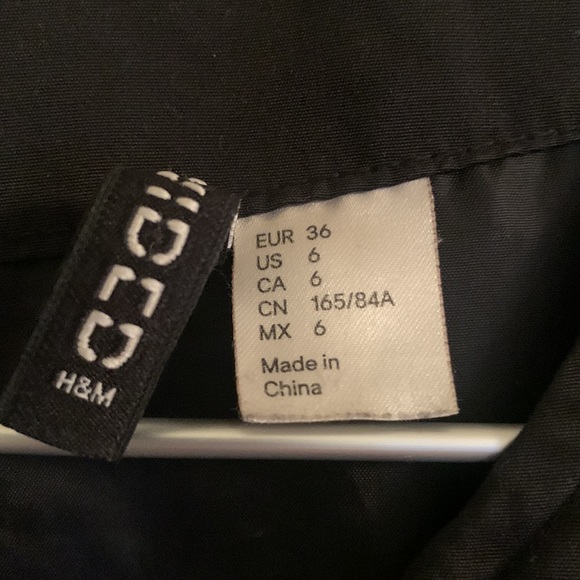 H&M
EUR 36
US 6
CA 6
CN 165/84A
MX 6
Made in
China